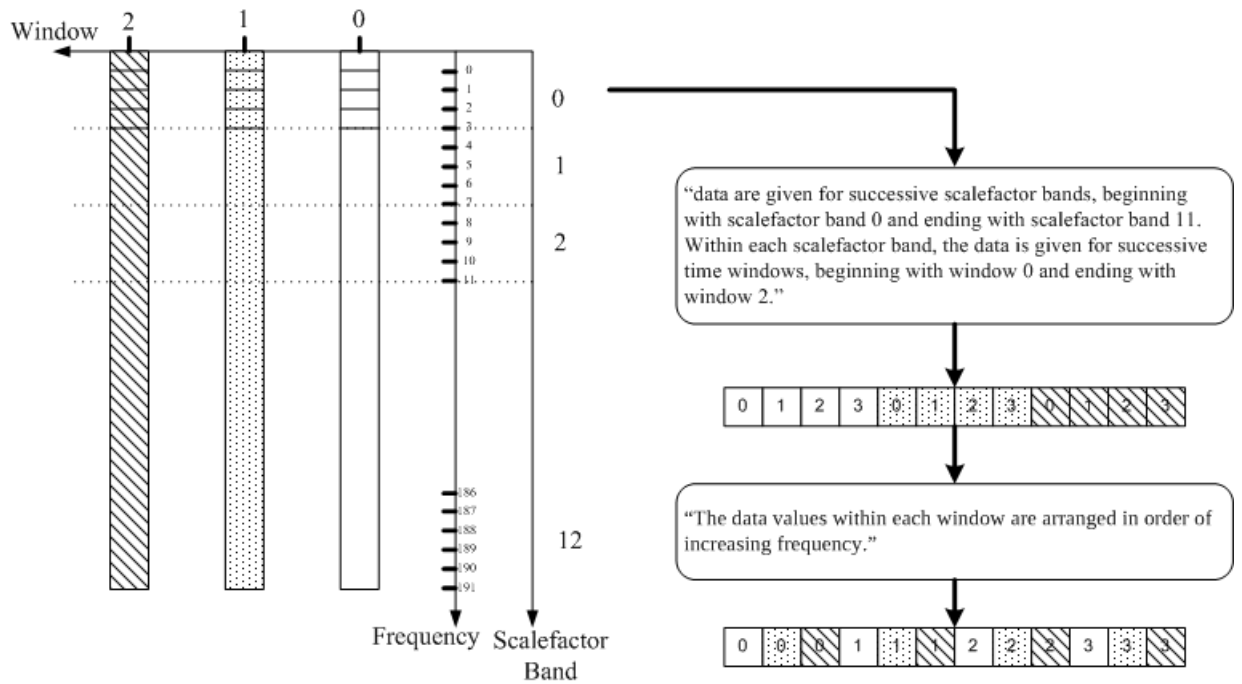 Window
2
1
0
0
1
2
3
4
5
6
7
8
9
10
11
186
187
188
189
190
191
0
1
2
12
Frequency
Scalefactor
Band
“data are given for successive scalefactor bands, beginning
with scalefactor band 0 and ending with scalefactor band 11.
Within each scalefactor band, the data is given for successive
time windows, beginning with window 0 and ending with
window 2.”
0 1 2 3 0 1 2 3 0 1 2 3
“The data values within each window are arranged in order of
increasing frequency.”
0 0 0 1 1 1 2 2 2 3 3 3